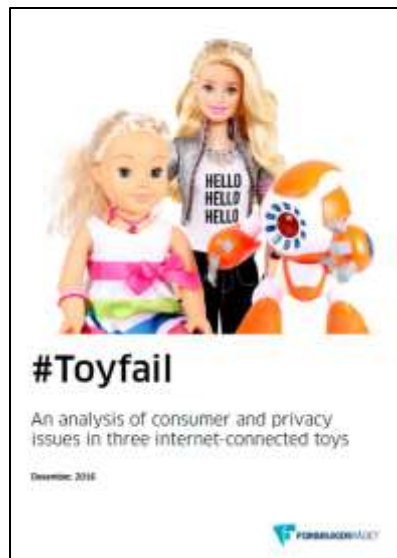 HELLO
HELLO
HELLO
#Toyfail
An analysis of consumer and privacy
issues in three internet-connected toys
December, 2016
FORBRUKERRÅDET